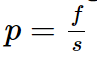 p = f/s